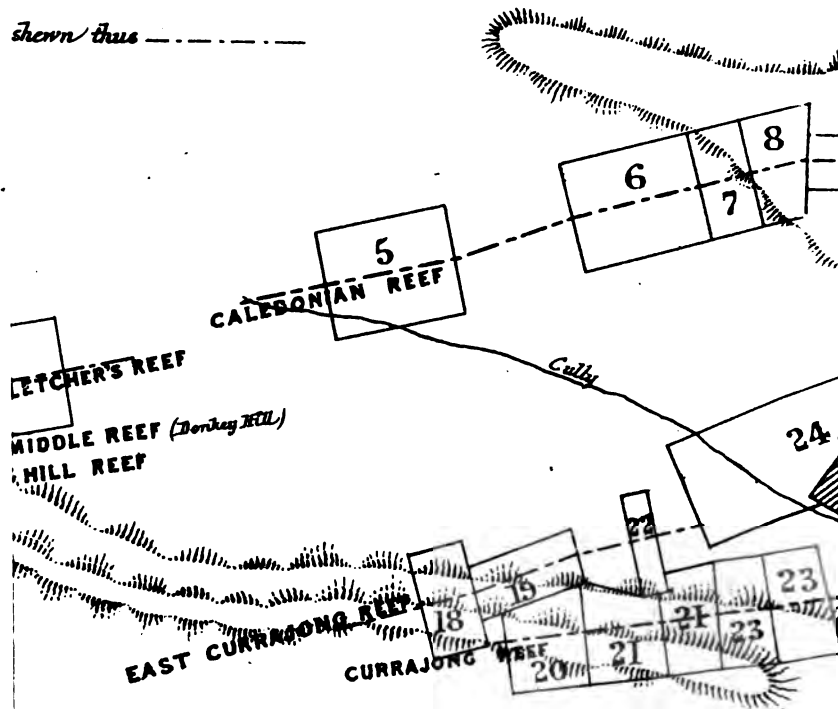 shewn thus
8
6
7
5
CALEDONIAN REEF
LETCHER'S REEF
Gully
MIDDLE REEF (Donkey Hill)
HILL REEF
24
22
19
18
21
23
EAST CURRAJONG REEF
23
CURRAJONG REEF
20
21